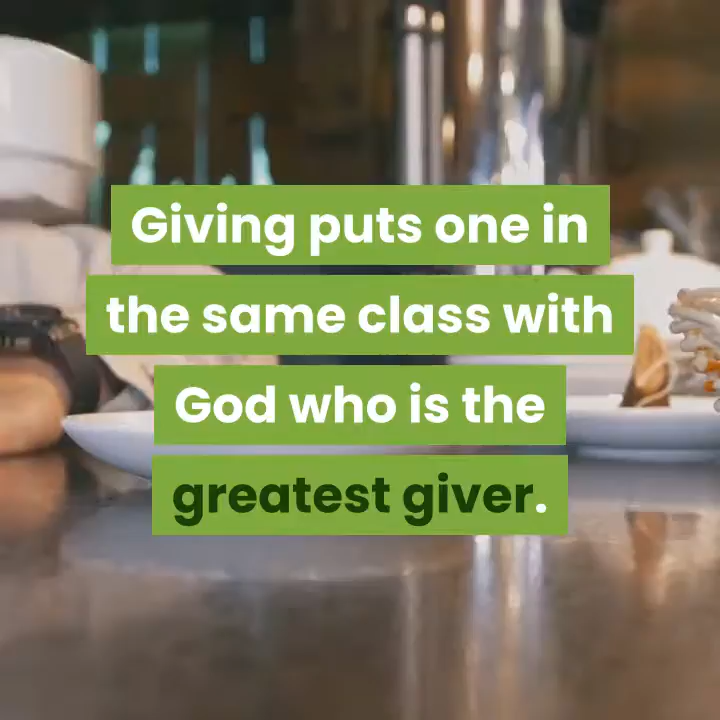 Giving puts one in
the same class with
God who is the
greatest giver.